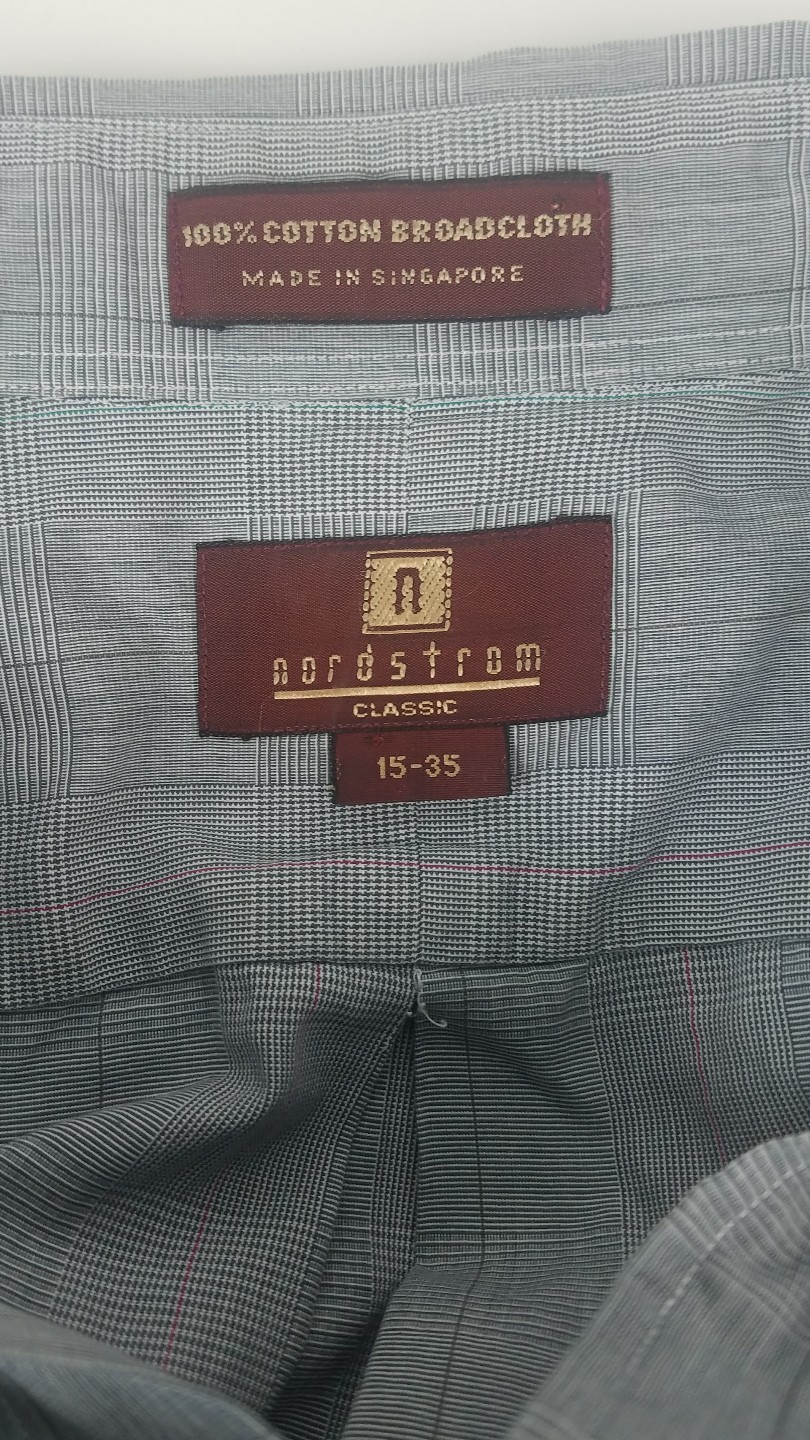 100% COTTON BROADCLOTH
MADE IN SINGAPORE
n
nordstrom
CLASSIC
15-35